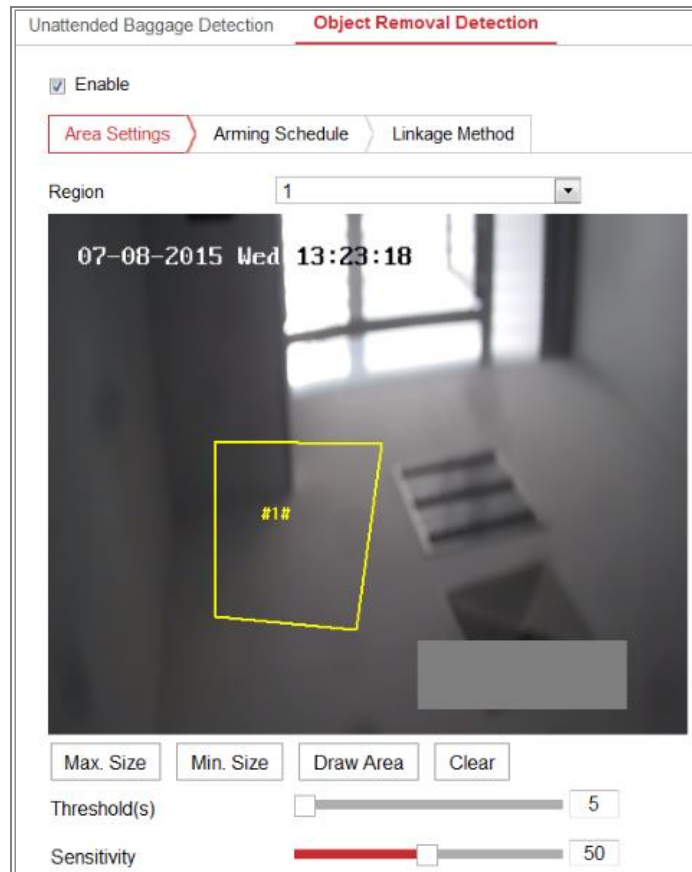 Unattended Baggage Detection Object Removal Detection
Enable
Area Settings Arming Schedule Linkage Method
Region 1
07-08-2015 Wed 13:23:18
#1#
Max. Size Min. Size Draw Area Clear
Threshold(s) 5
Sensitivity 50